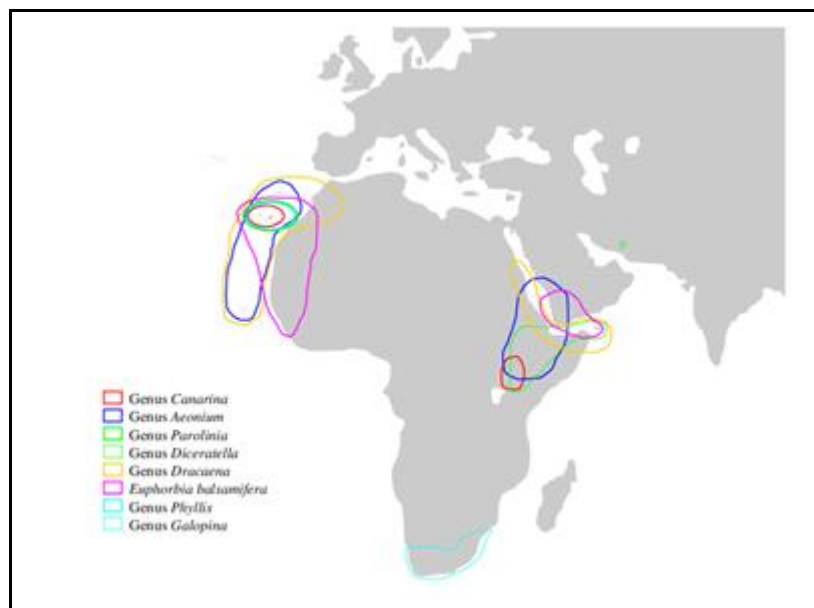 Genus Canarina
Genus Aeonium
Genus Parolinia
Genus Diceratella
Genus Dracaena
Euphorbia balsamifera
Genus Phyllis
Genus Galopina